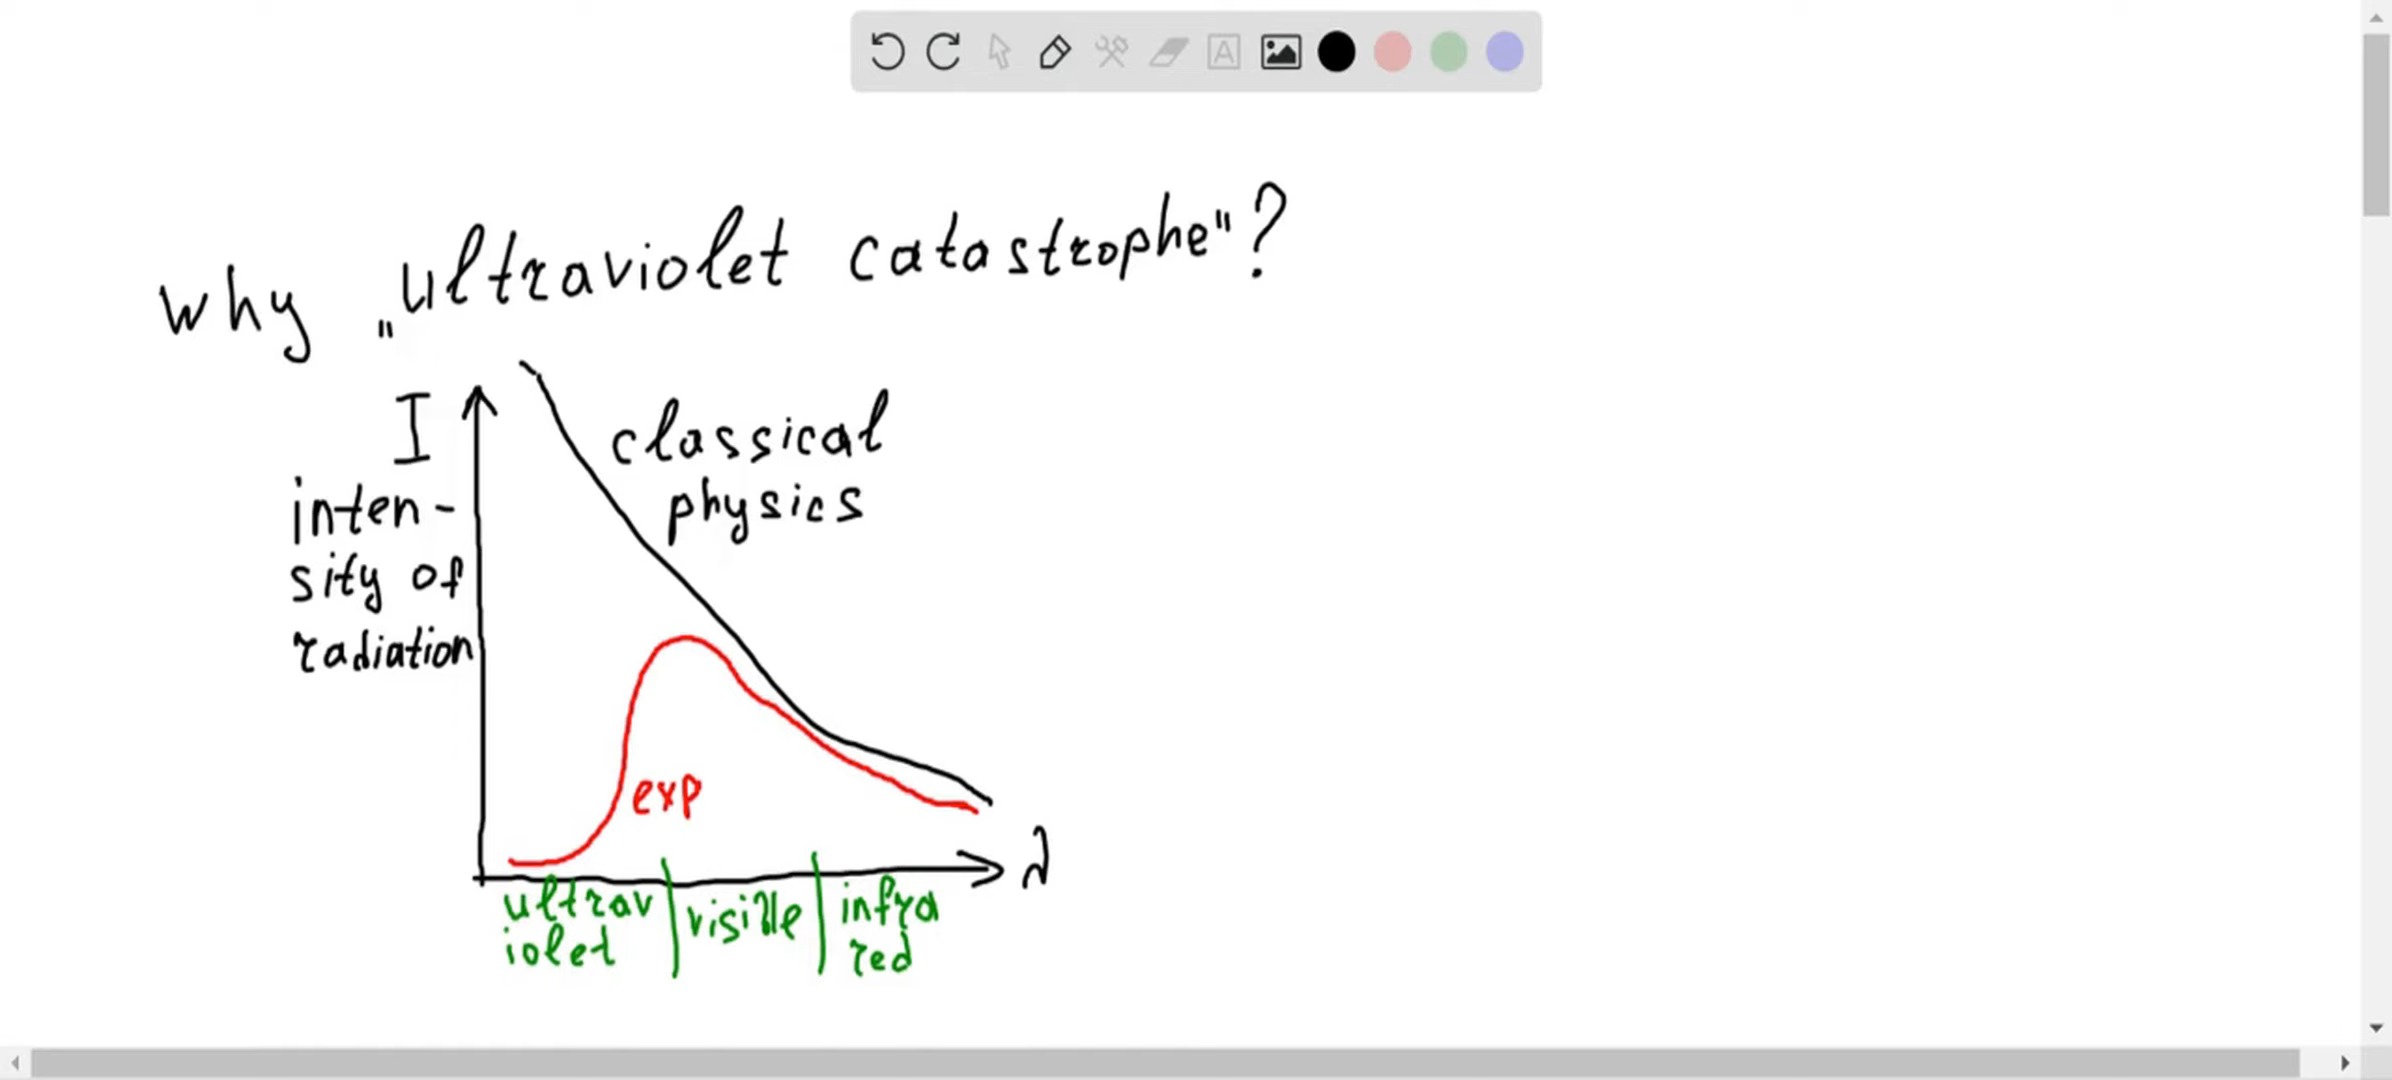 why „ultraviolet catastrophe"?
I
inten-
sity of
radiation
classical
physics
exp
λ
ultrav
iolet
visible
infra
red
A